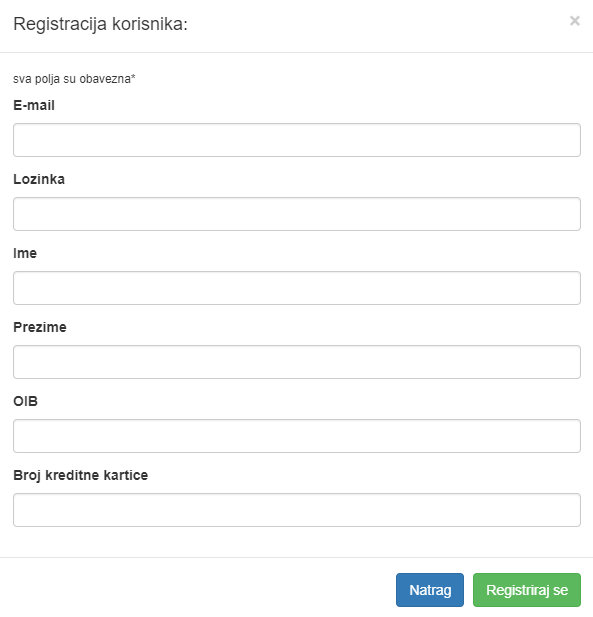 Registracija korisnika:
×
sva polja su obavezna*
E-mail
Lozinka
Ime
Prezime
OIB
Broj kreditne kartice
Natrag
Registriraj se